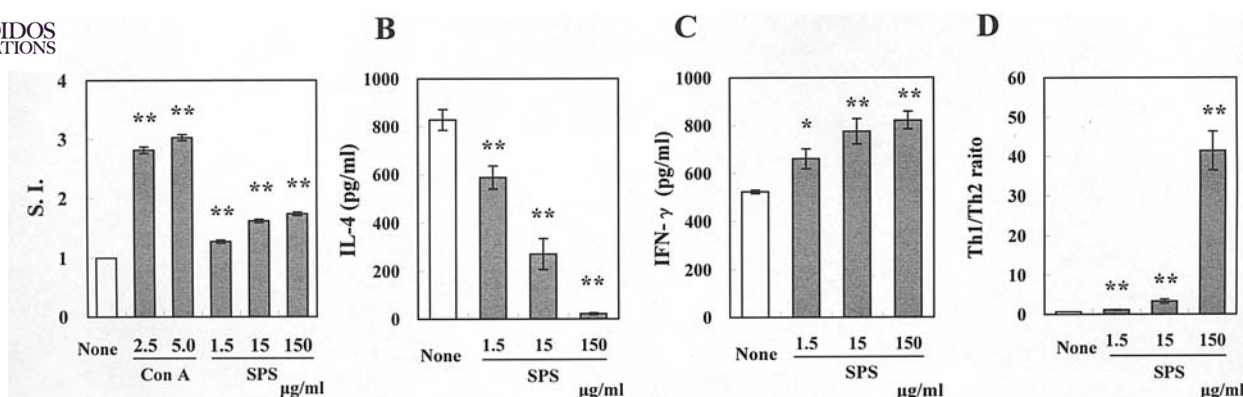 DIDOS
ATIONS
B
C
D
4
3
2
1
0
S. I.
**
**
**
**
**
None
2.5
5.0
1.5
15
150
Con A
SPS
μg/ml
1000
800
600
400
200
0
IL-4 (pg/ml)
**
**
**
None
1.5
15
150
SPS
μg/ml
1000
800
600
400
200
0
IFN- γ (pg/ml)
*
**
**
None
1.5
15
150
SPS
μg/ml
60
50
40
30
20
10
0
Th1/Th2 raito
**
**
**
None
1.5
15
150
SPS
μg/ml